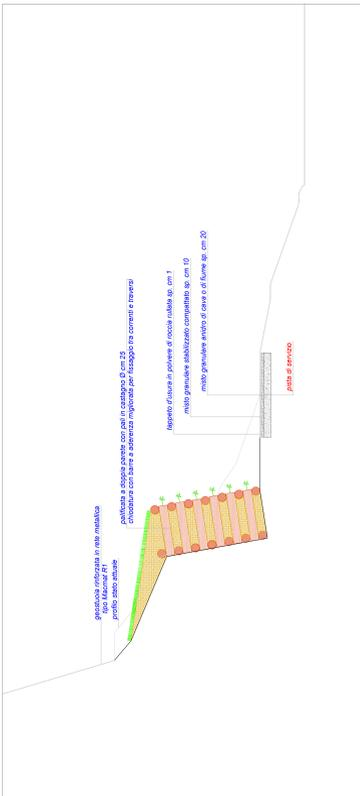 geostuoia rinforzata in rete metallica
tipo Macmat R1
profilo stato attuale
palificata a doppia parete con pali in castagno Ø cm 25
chiodatura con barre a aderenza migliorata per fissaggio tra correnti e traversi
tappeto d'usura in polvere di roccia rullata sp. cm 1
misto granulare stabilizzato compattato sp. cm 10
misto granulare anidro di cava o di fiume sp. cm 20
pista di servizio